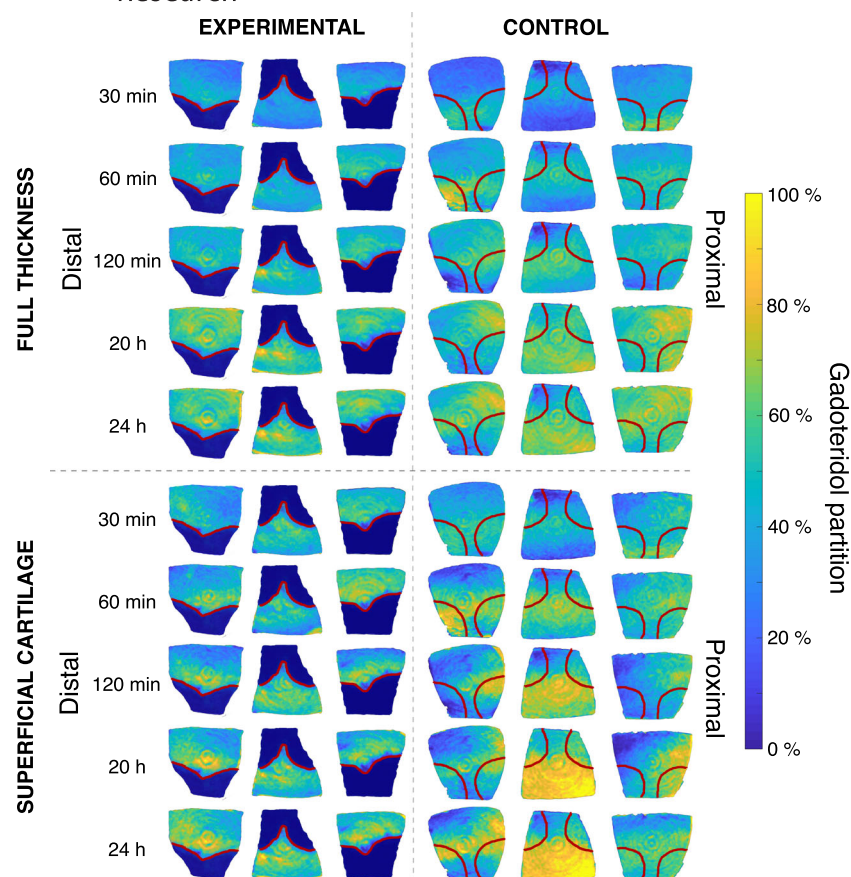 EXPERIMENTAL
CONTROL
FULL THICKNESS
Distal
30 min
60 min
120 min
20 h
24 h
Proximal
SUPERFICIAL CARTILAGE
Distal
30 min
60 min
120 min
20 h
24 h
Proximal
100 %
80 %
60 %
40 %
20 %
0 %
Gadoteridol partition